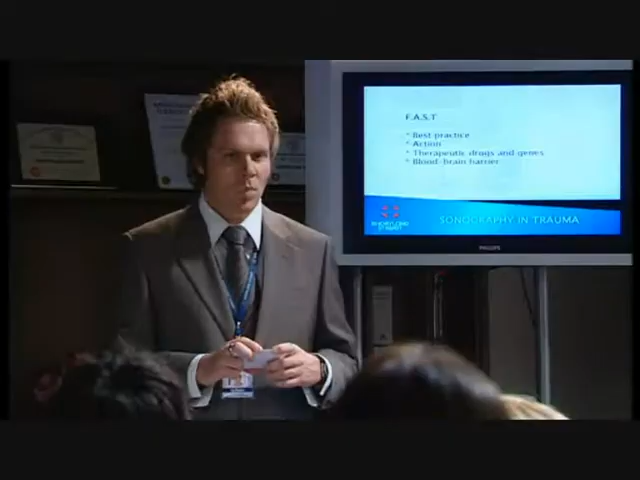 F.A.S.T
* Best practice
* Action
* Therapeutic drugs and genes
* Blood-brain barrier
SONOGRAPHY IN TRAUMA
PHILIPS